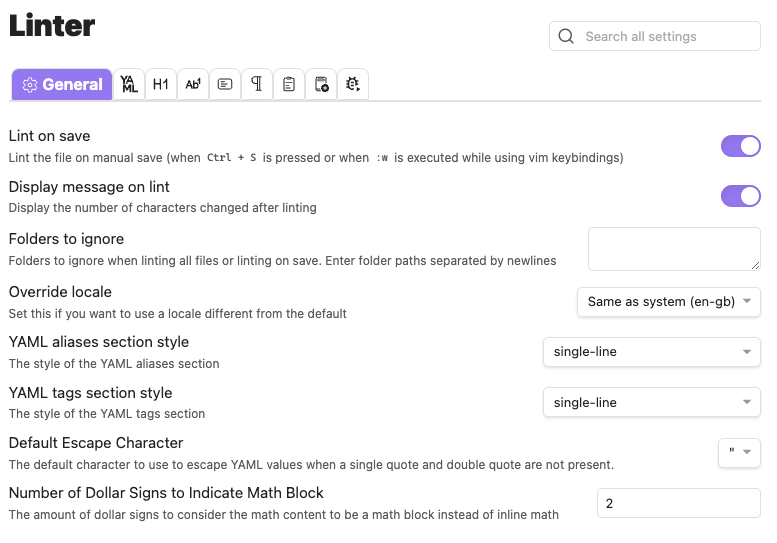 Linter
Search all settings
General
YAML
H1
Ab
Lint on save
Lint the file on manual save (when Ctrl + S is pressed or when :w is executed while using vim keybindings)
Display message on lint
Display the number of characters changed after linting
Folders to ignore
Folders to ignore when linting all files or linting on save. Enter folder paths separated by newlines
Override locale
Same as system (en-gb)
Set this if you want to use a locale different from the default
YAML aliases section style
single-line
The style of the YAML aliases section
YAML tags section style
single-line
The style of the YAML tags section
Default Escape Character
"
The default character to use to escape YAML values when a single quote and double quote are not present.
Number of Dollar Signs to Indicate Math Block
2
The amount of dollar signs to consider the math content to be a math block instead of inline math